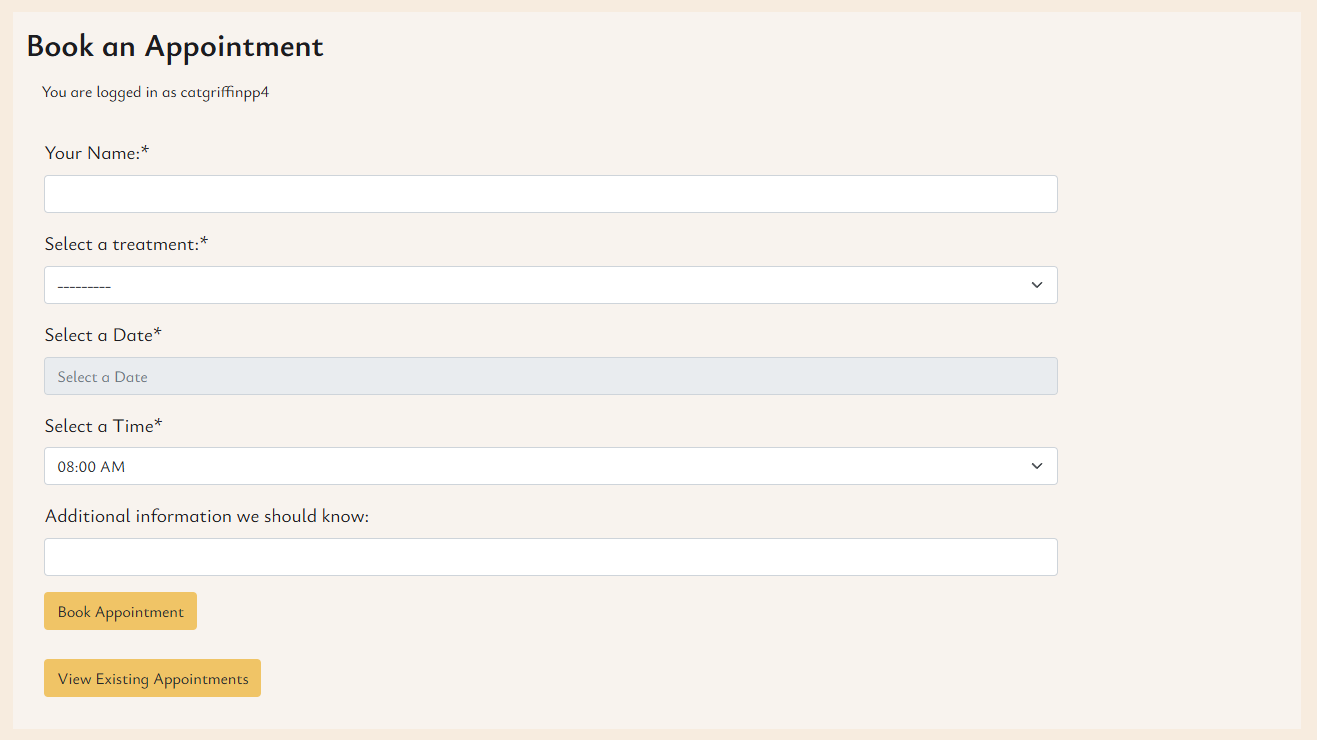 Book an Appointment
You are logged in as catgriffinpp4
Your Name:*
Select a treatment:*
---------
Select a Date*
Select a Date
Select a Time*
08:00 AM
Additional information we should know:
Book Appointment
View Existing Appointments